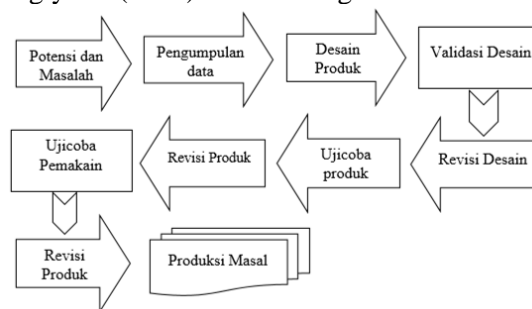 Potensi dan
Masalah
Pengumpulan
data
Desain
Produk
Validasi Desain
Ujicoba
Pemakain
Revisi Produk
Ujicoba
produk
Revisi Desain
Revisi
Produk
Produksi Masal